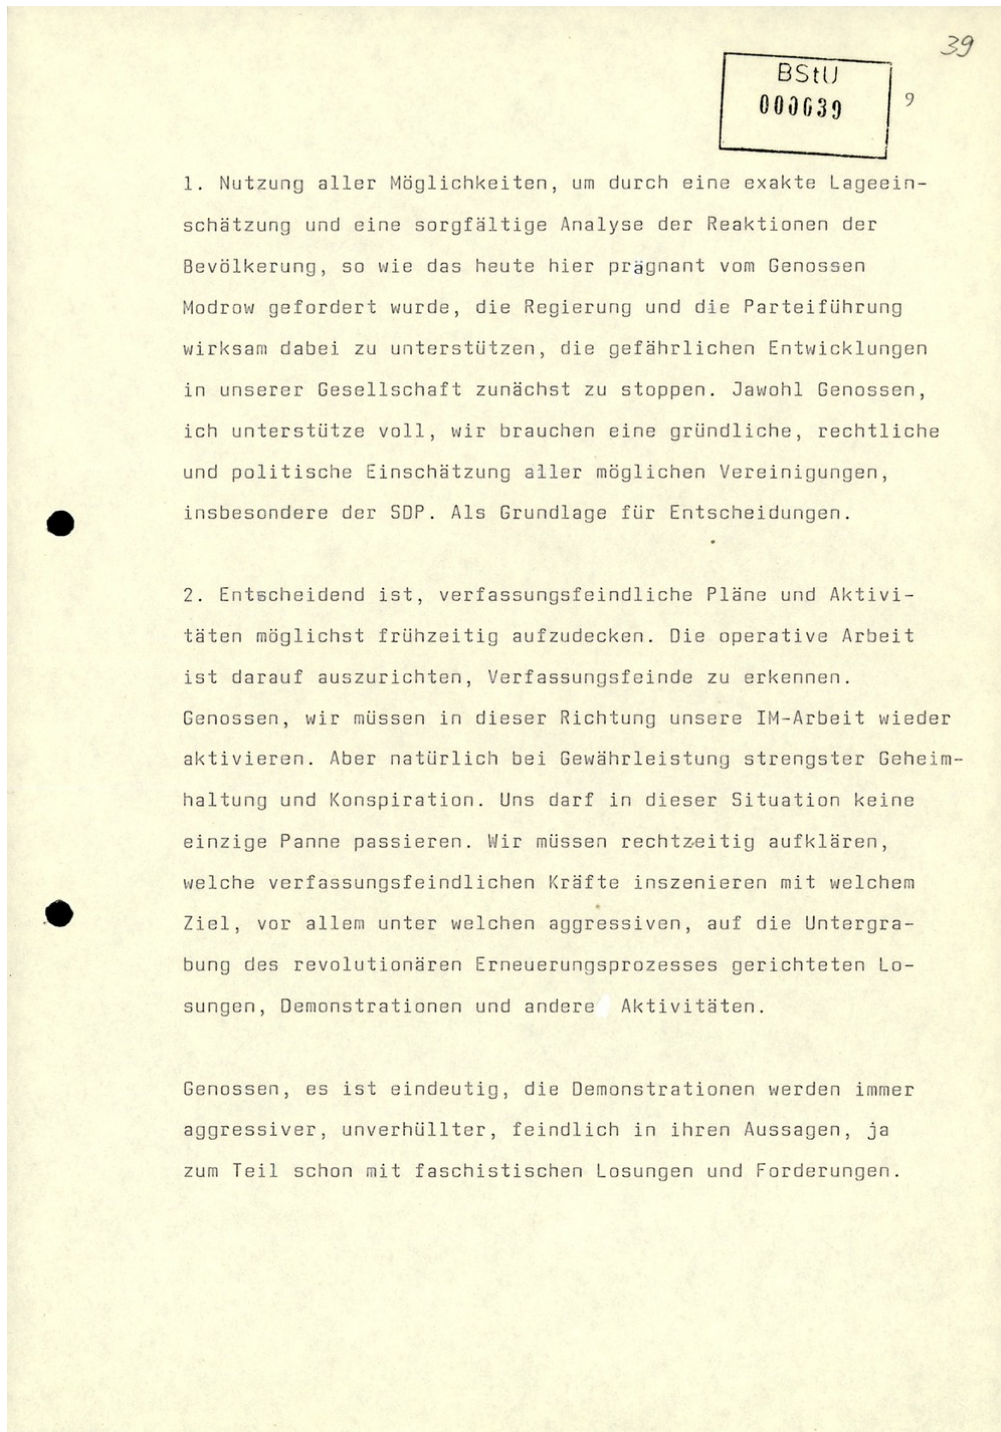 39
BStU
000039
9
1. Nutzung aller Möglichkeiten, um durch eine exakte Lageein-
schätzung und eine sorgfältige Analyse der Reaktionen der
Bevölkerung, so wie das heute hier prägnant vom Genossen
Modrow gefordert wurde, die Regierung und die Parteiführung
wirksam dabei zu unterstützen, die gefährlichen Entwicklungen
in unserer Gesellschaft zunächst zu stoppen. Jawohl Genossen,
ich unterstütze voll, wir brauchen eine gründliche, rechtliche
und politische Einschätzung aller möglichen Vereinigungen,
insbesondere der SDP. Als Grundlage für Entscheidungen.
2. Entscheidend ist, verfassungsfeindliche Pläne und Aktivi-
täten möglichst frühzeitig aufzudecken. Die operative Arbeit
ist darauf auszurichten, Verfassungsfeinde zu erkennen.
Genossen, wir müssen in dieser Richtung unsere IM-Arbeit wieder
aktivieren. Aber natürlich bei Gewährleistung strengster Geheim-
haltung und Konspiration. Uns darf in dieser Situation keine
einzige Panne passieren. Wir müssen rechtzeitig aufklären,
welche verfassungsfeindlichen Kräfte inszenieren mit welchem
Ziel, vor allem unter welchen aggressiven, auf die Untergra-
bung des revolutionären Erneuerungsprozesses gerichteten Lo-
sungen, Demonstrationen und andere Aktivitäten.
Genossen, es ist eindeutig, die Demonstrationen werden immer
aggressiver, unverhüllter, feindlich in ihren Aussagen, ja
zum Teil schon mit faschistischen Losungen und Forderungen.